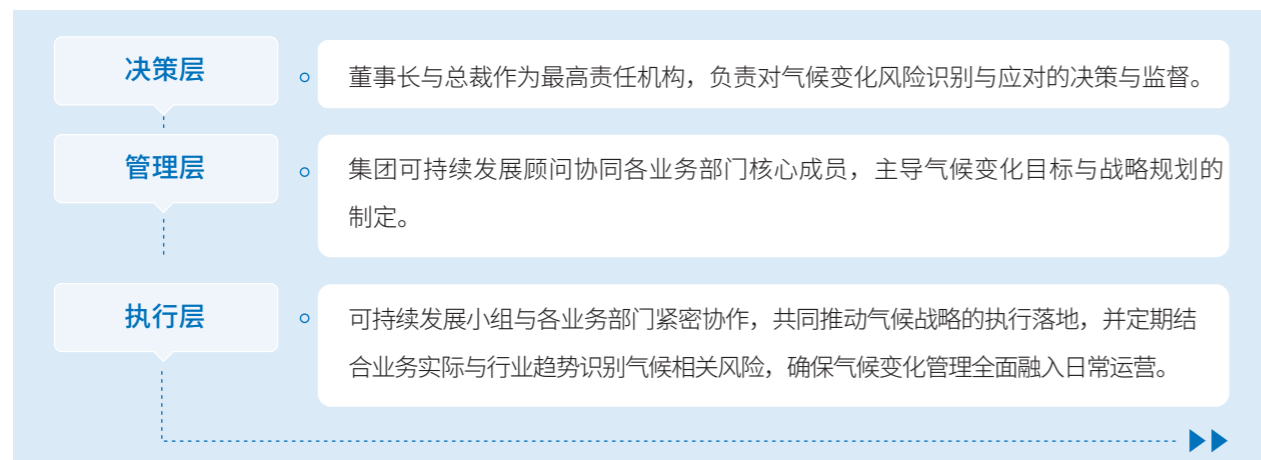 决策层
董事长与总裁作为最高责任机构，负责对气候变化风险识别与应对的决策与监督。
管理层
集团可持续发展顾问协同各业务部门核心成员，主导气候变化目标与战略规划的
制定。
执行层
可持续发展小组与各业务部门紧密协作，共同推动气候战略的执行落地，并定期结
合业务实际与行业趋势识别气候相关风险，确保气候变化管理全面融入日常运营。